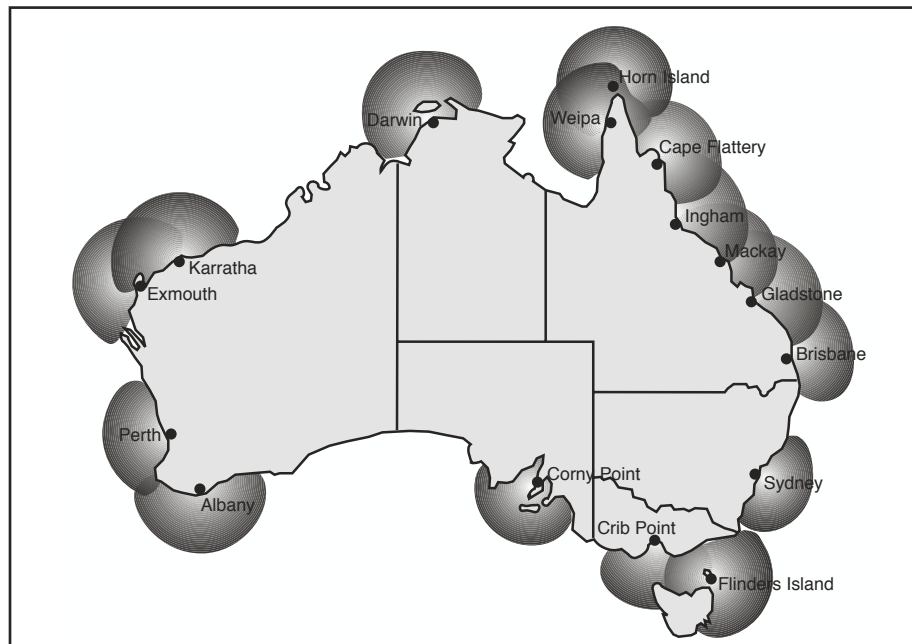 Horn Island
Darwin
Weipa
Cape Flattery
Ingham
Mackay
Karratha
Exmouth
Gladstone
Brisbane
Perth
Corny Point
Sydney
Albany
Crib Point
Flinders Island